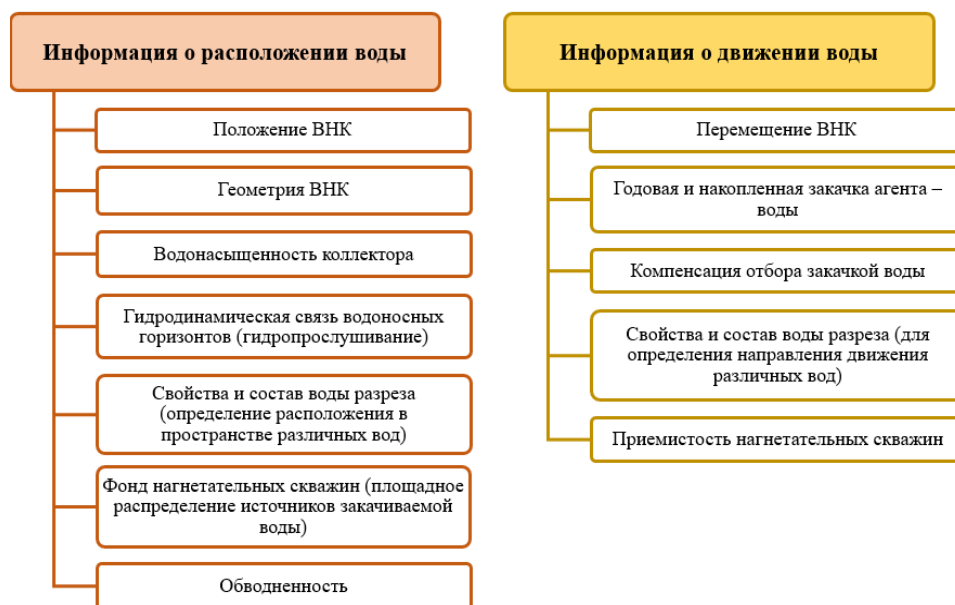 Информация о расположении воды
Положение ВНК
Геометрия ВНК
Водонасыщенность коллектора
Гидродинамическая связь водоносных
горизонтов (гидропрослушивание)
Свойства и состав воды разреза
(определение расположения в
пространстве различных вод)
Фонд нагнетательных скважин (площадное
распределение источников закачиваемой
воды)
Обводненность
Информация о движении воды
Перемещение ВНК
Годовая и накопленная закачка агента –
воды
Компенсация отбора закачкой воды
Свойства и состав воды разреза (для
определения направления движения
различных вод)
Приемистость нагнетательных скважин